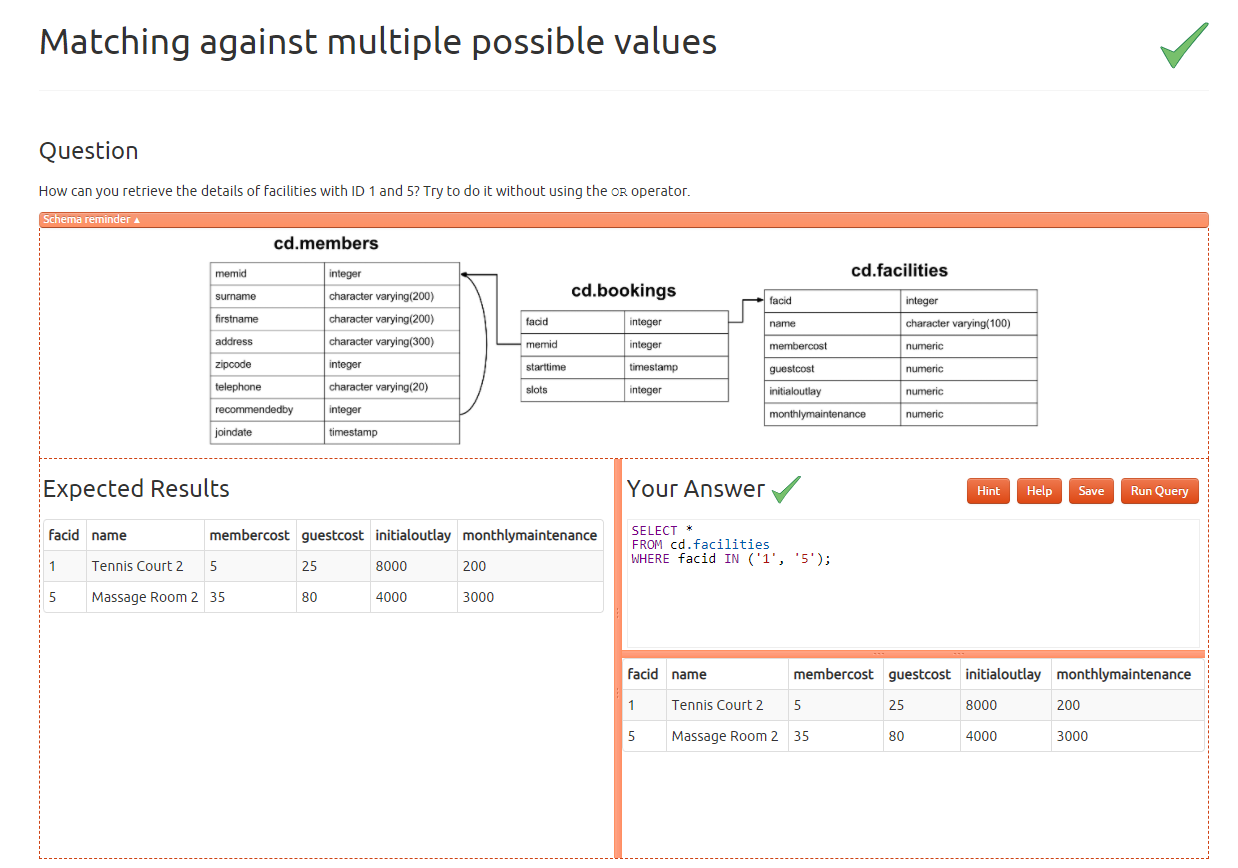 Matching against multiple possible values
Question
How can you retrieve the details of facilities with ID 1 and 5? Try to do it without using the OR operator.
Schema reminder ▴
cd.members
memid integer
surname character varying(200)
firstname character varying(200)
address character varying(300)
zipcode integer
telephone character varying(20)
recommendedby integer
joindate timestamp
cd.bookings
facid integer
memid integer
starttime timestamp
slots integer
cd.facilities
facid integer
name character varying(100)
membercost numeric
guestcost numeric
initialoutlay numeric
monthlymaintenance numeric
Expected Results
facid name membercost guestcost initialoutlay monthlymaintenance
1 Tennis Court 2 5 25 8000 200
5 Massage Room 2 35 80 4000 3000
Your Answer
Hint Help Save Run Query
SELECT *
FROM cd.facilities
WHERE facid IN ('1', '5');
facid name membercost guestcost initialoutlay monthlymaintenance
1 Tennis Court 2 5 25 8000 200
5 Massage Room 2 35 80 4000 3000